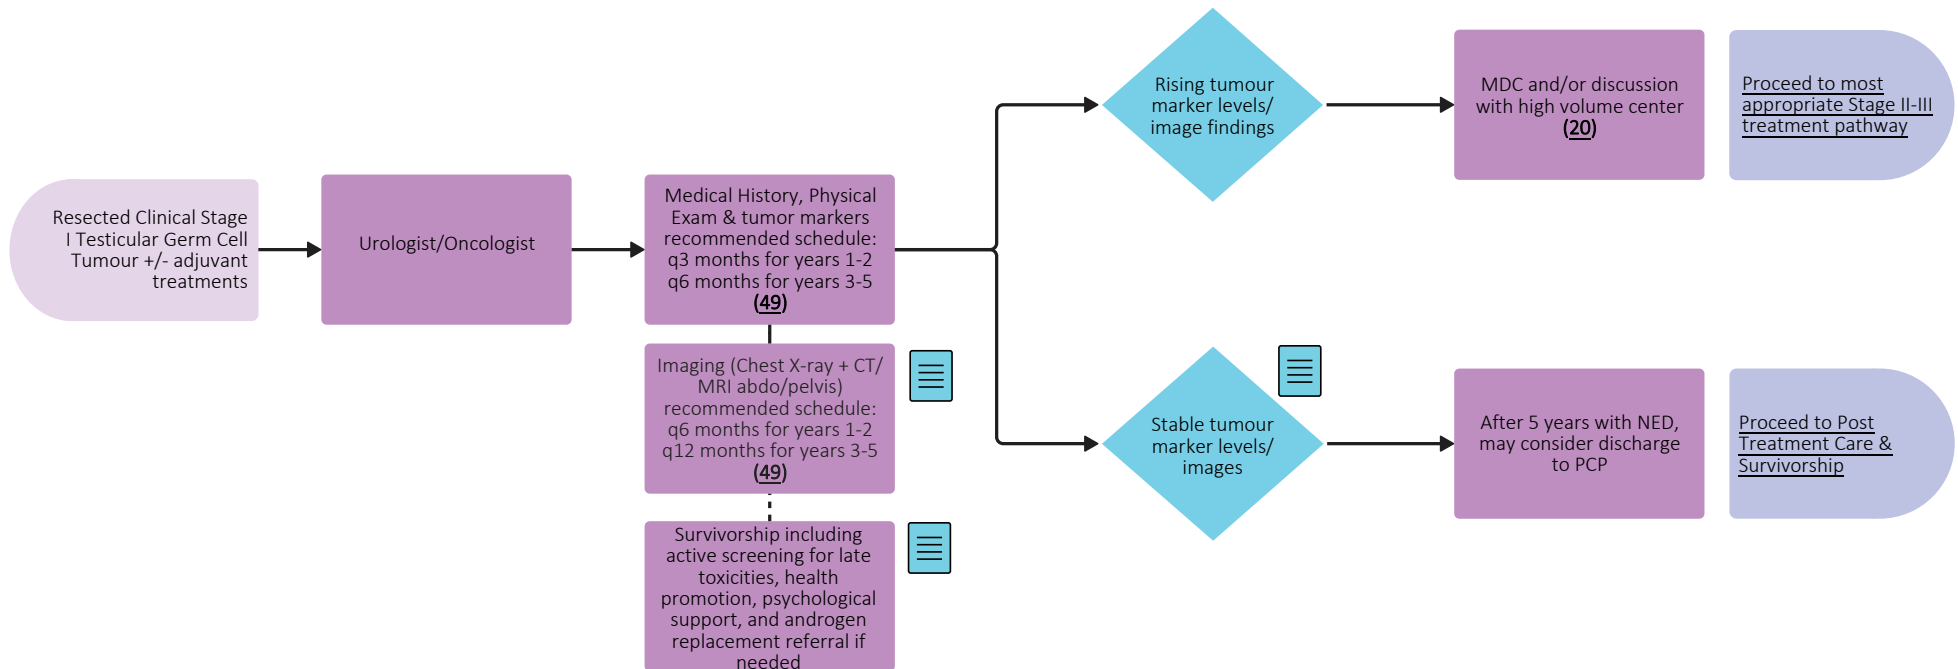 Resected Clinical Stage
I Testicular Germ Cell
Tumour +/- adjuvant
treatments
Urologist/Oncologist
Medical History, Physical
Exam & tumor markers
recommended schedule:
q3 months for years 1-2
q6 months for years 3-5
(49)
Imaging (Chest X-ray + CT/
MRI abdo/pelvis)
recommended schedule:
q6 months for years 1-2
q12 months for years 3-5
(49)
Survivorship including
active screening for late
toxicities, health
promotion, psychological
support, and androgen
replacement referral if
needed
Rising tumour
marker levels/
image findings
MDC and/or discussion
with high volume center
(20)
Proceed to most
appropriate Stage II-III
treatment pathway
Stable tumour
marker levels/
images
After 5 years with NED,
may consider discharge
to PCP
Proceed to Post
Treatment Care &
Survivorship